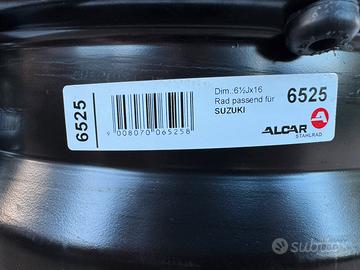 6525
9 008070 065258
Dim.:6½Jx16
Rad passend für
SUZUKI
6525
ALCAR
STAHLRAD
subito